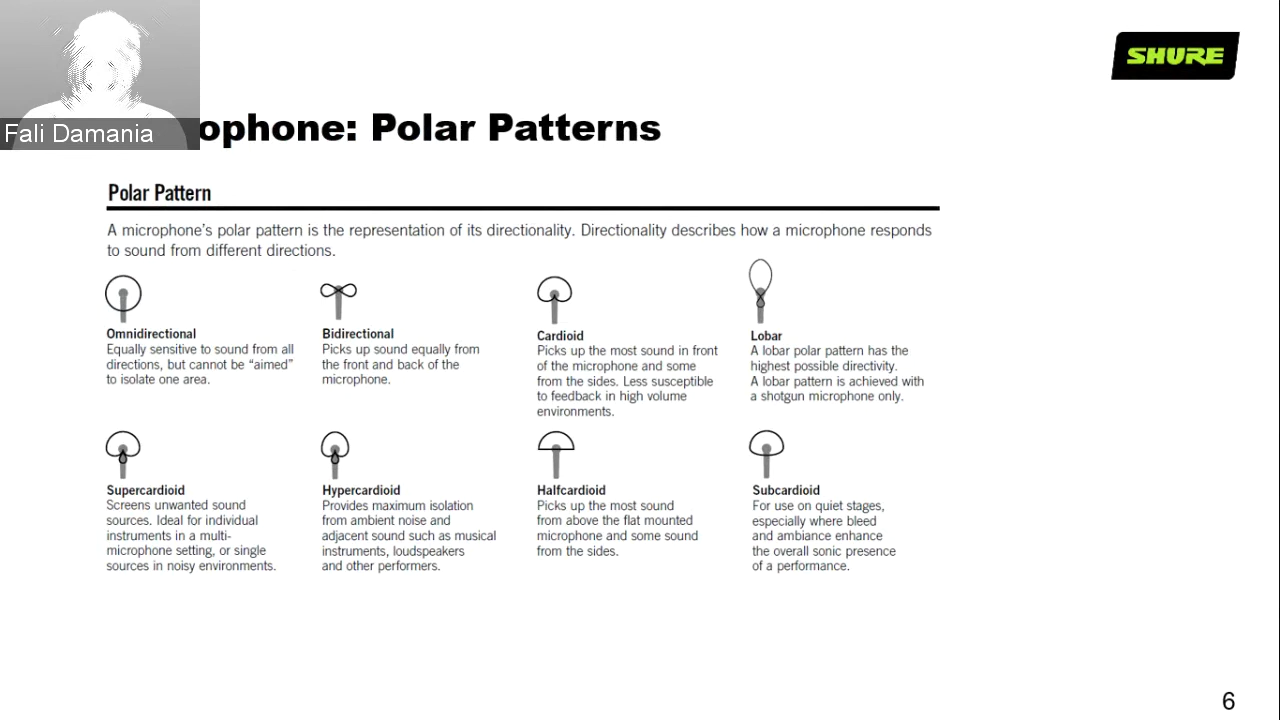 SHURE
Fali Damania
ophone: Polar Patterns
Polar Pattern
A microphone’s polar pattern is the representation of its directionality. Directionality describes how a microphone responds
to sound from different directions.
Omnidirectional
Equally sensitive to sound from all
directions, but cannot be “aimed”
to isolate one area.
Bidirectional
Picks up sound equally from
the front and back of the
microphone.
Cardioid
Picks up the most sound in front
of the microphone and some
from the sides. Less susceptible
to feedback in high volume
environments.
Lobar
A lobar polar pattern has the
highest possible directivity.
A lobar pattern is achieved with
a shotgun microphone only.
Supercardioid
Screens unwanted sound
sources. Ideal for individual
instruments in a multi-
microphone setting, or single
sources in noisy environments.
Hypercardioid
Provides maximum isolation
from ambient noise and
adjacent sound such as musical
instruments, loudspeakers
and other performers.
Halfcardioid
Picks up the most sound
from above the flat mounted
microphone and some sound
from the sides.
Subcardioid
For use on quiet stages,
especially where bleed
and ambiance enhance
the overall sonic presence
of a performance.
6